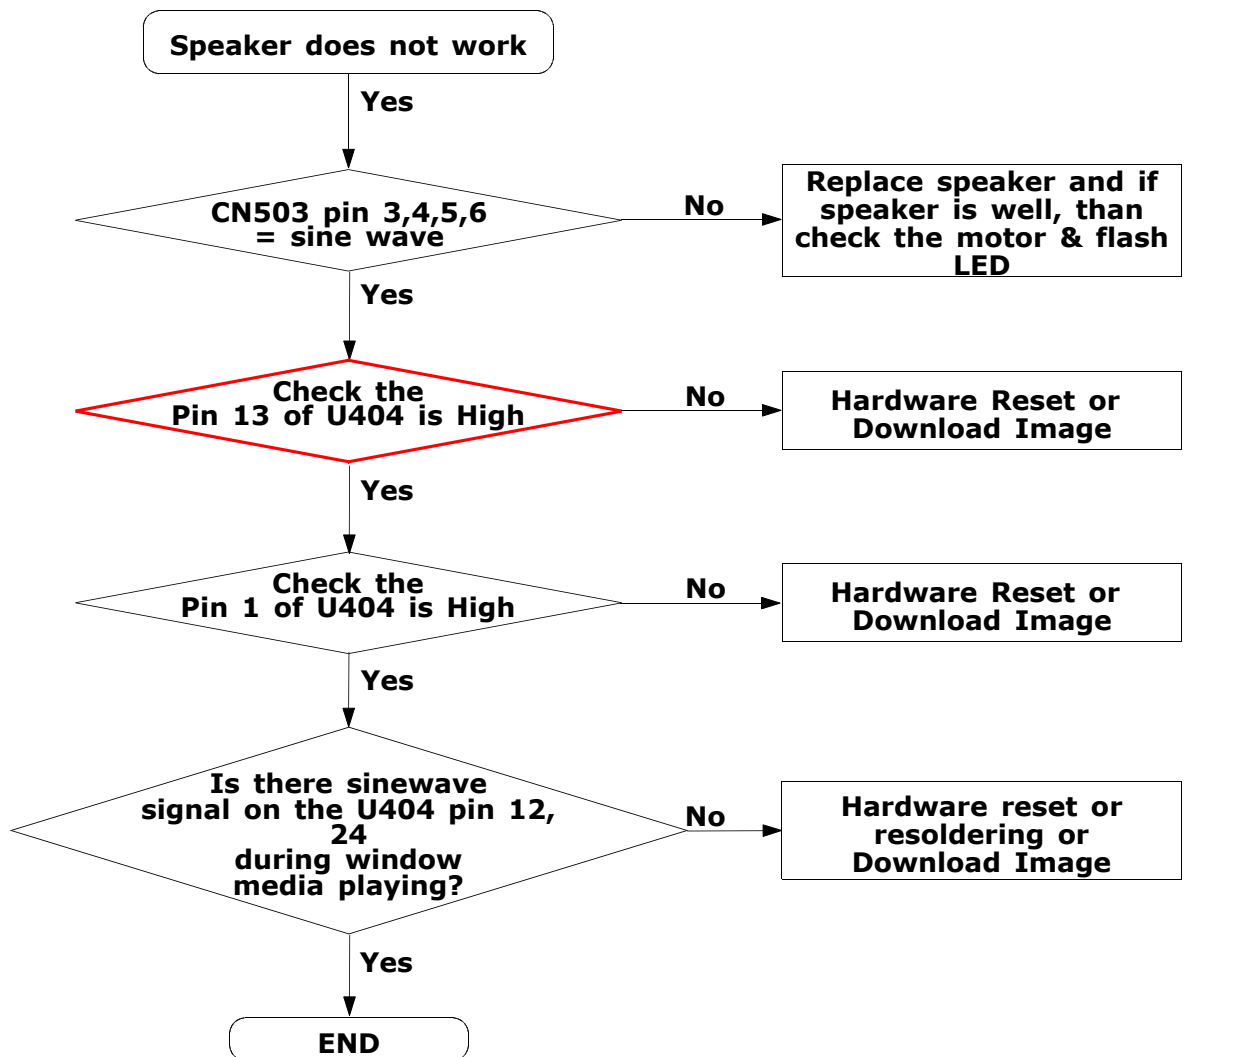 Speaker does not work
Yes
CN503 pin 3,4,5,6
= sine wave
No
Replace speaker and if
speaker is well, than
check the motor & flash
LED
Yes
Check the
Pin 13 of U404 is High
No
Hardware Reset or
Download Image
Yes
Check the
Pin 1 of U404 is High
No
Hardware Reset or
Download Image
Yes
Is there sinewave
signal on the U404 pin 12,
24
during window
media playing?
No
Hardware reset or
resoldering or
Download Image
Yes
END